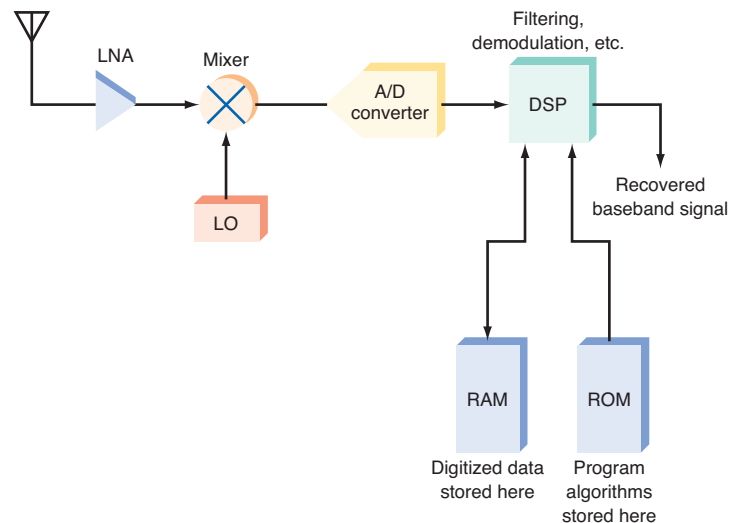 Filtering,
demodulation, etc.
LNA
Mixer
A/D
converter
DSP
LO
Recovered
baseband signal
RAM
ROM
Digitized data
stored here
Program
algorithms
stored here